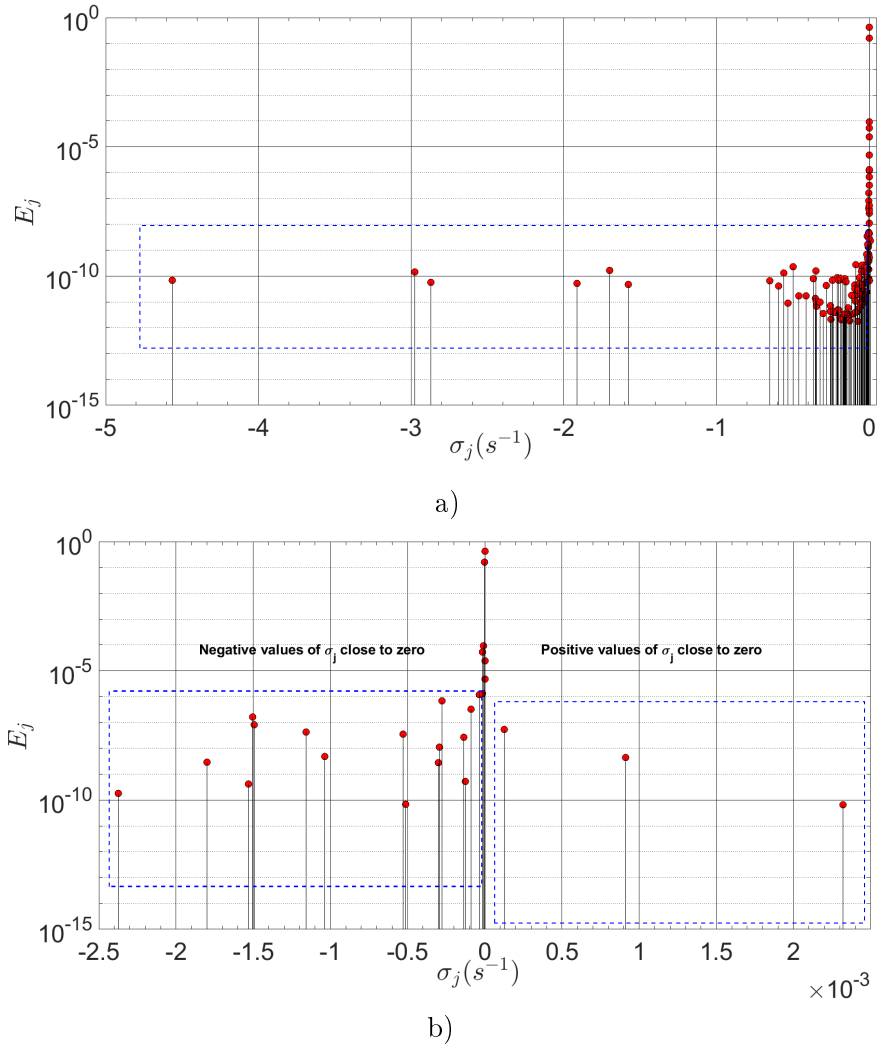 10^0
10^-5
10^-10
10^-15
E_j
-5 -4 -3 -2 -1 0
σ_j(s^-1)
a)
10^0
10^-5
10^-10
10^-15
E_j
Negative values of σ_j close to zero
Positive values of σ_j close to zero
-2.5 -2 -1.5 -1 -0.5 0 0.5 1 1.5 2
σ_j(s^-1)
×10^-3
b)